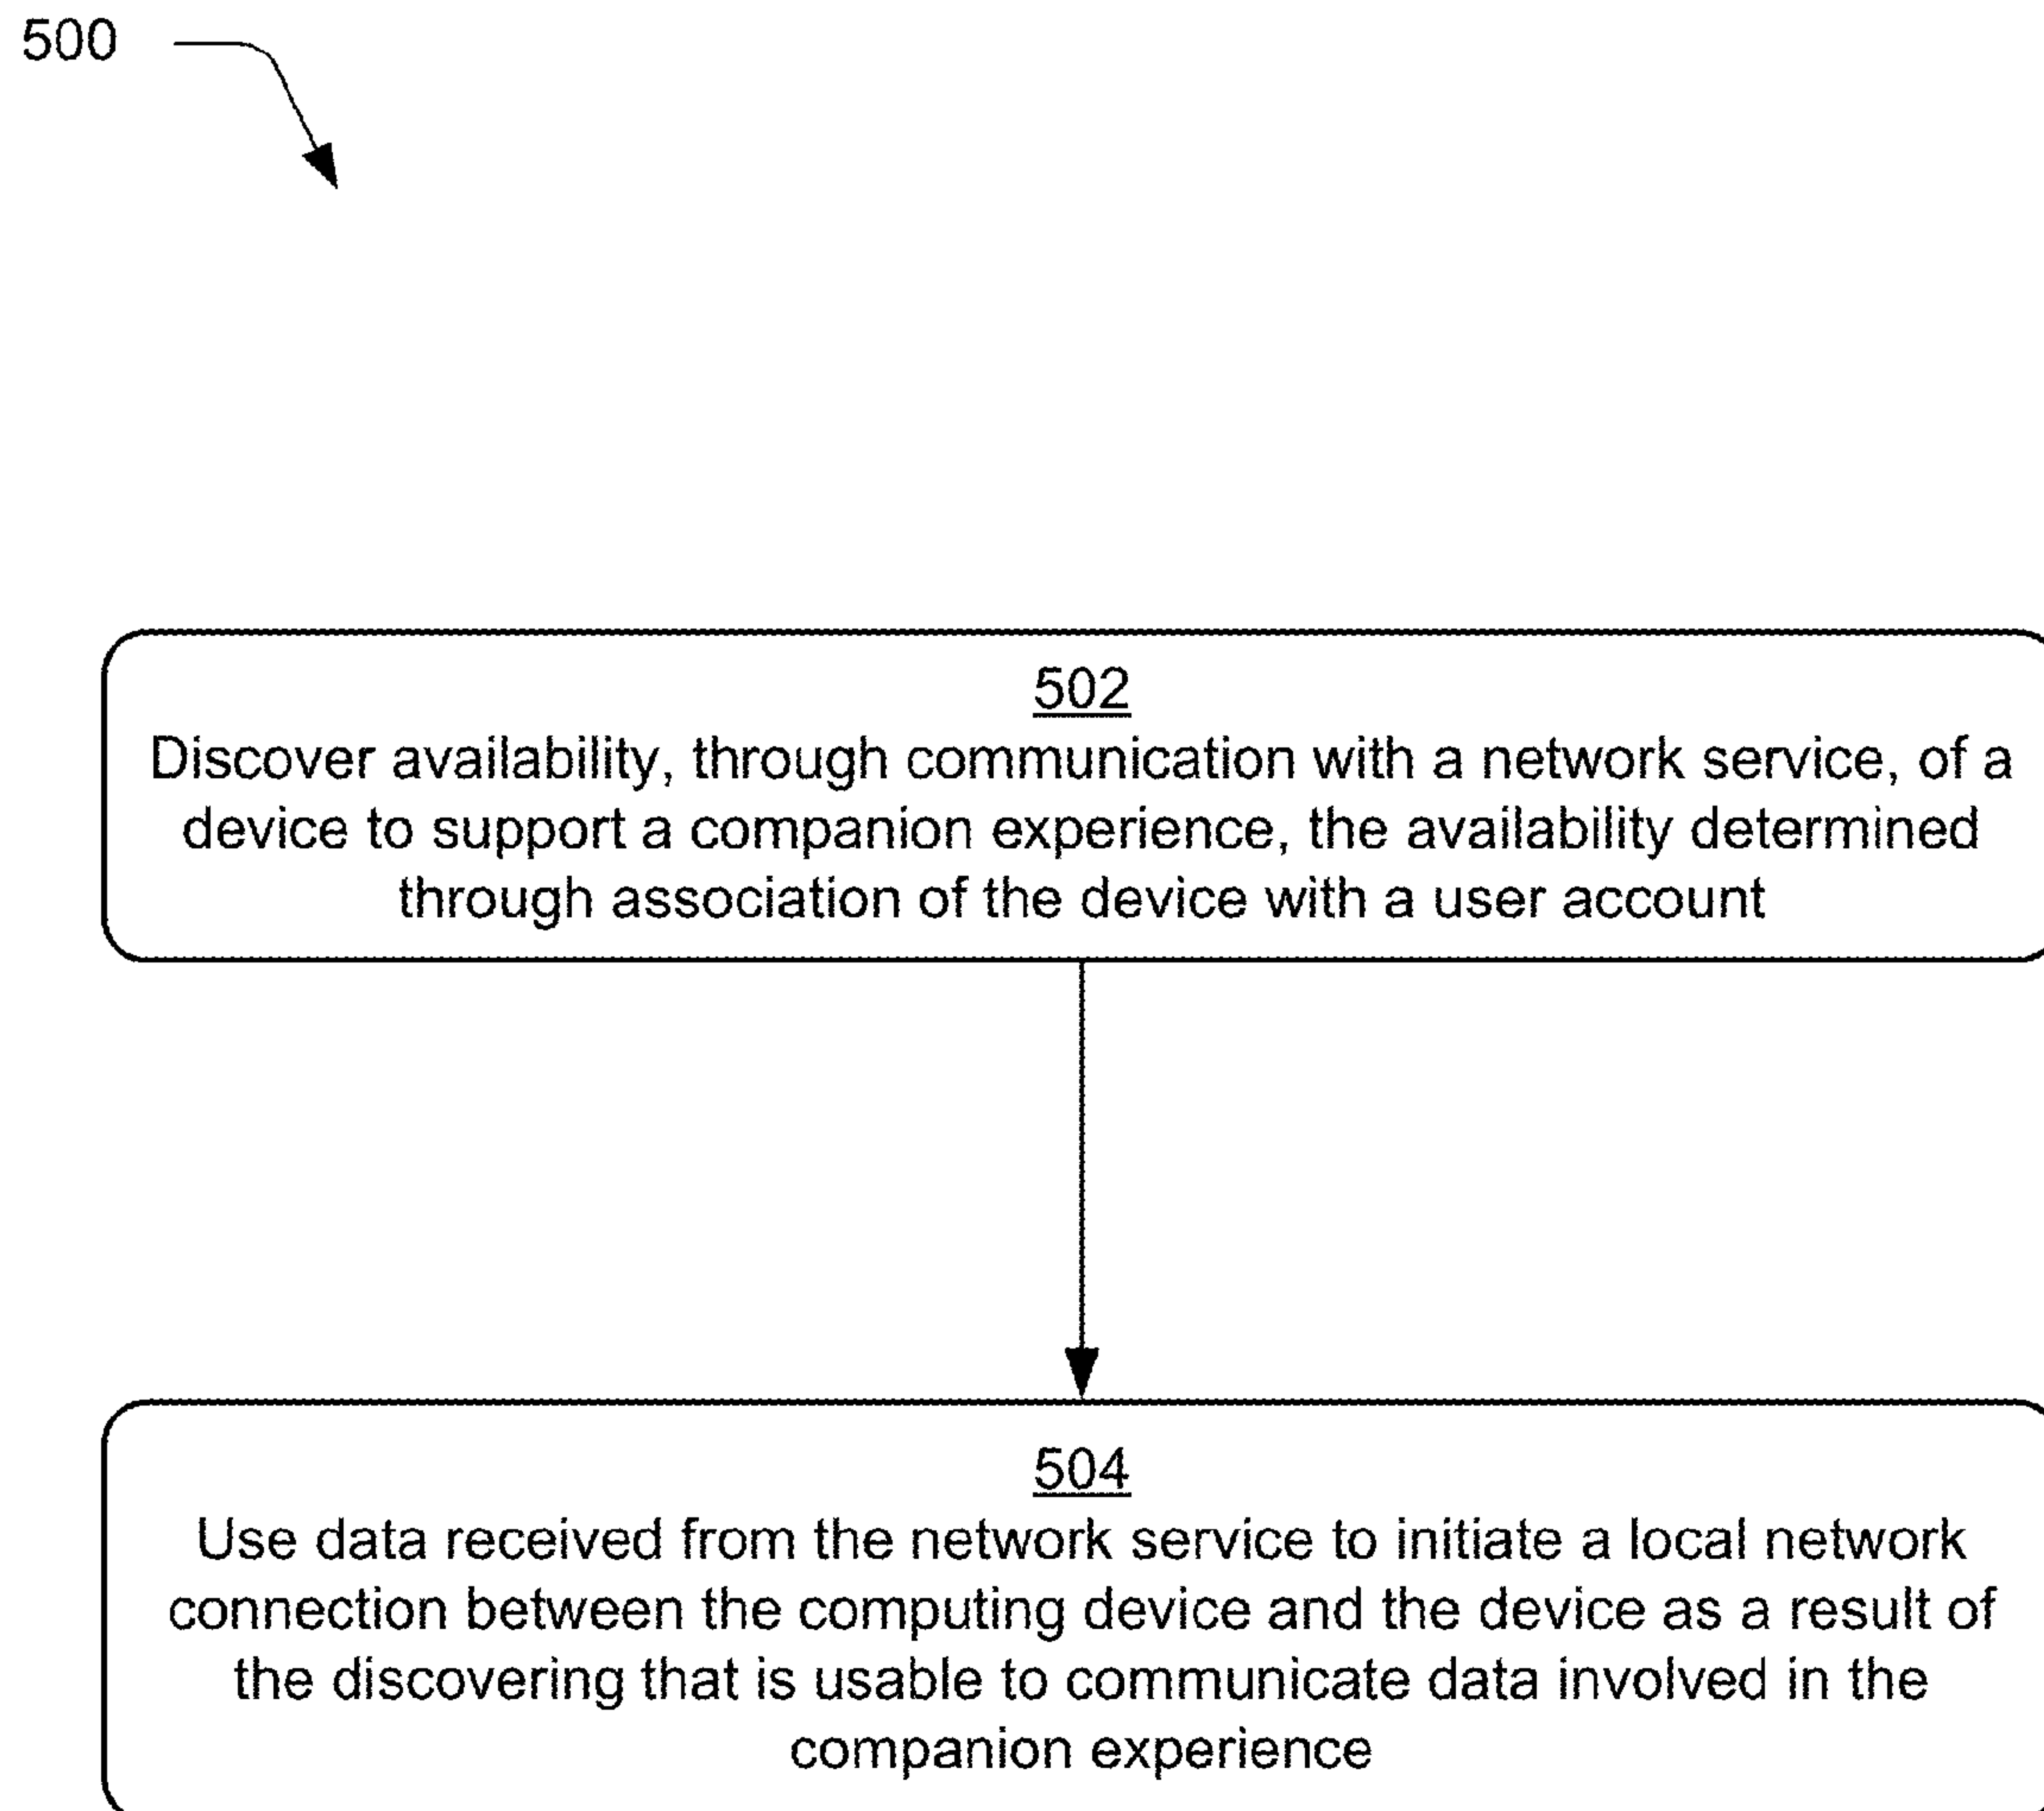 500
502
Discover availability, through communication with a network service, of a
device to support a companion experience, the availability determined
through association of the device with a user account
504
Use data received from the network service to initiate a local network
connection between the computing device and the device as a result of
the discovering that is usable to communicate data involved in the
companion experience